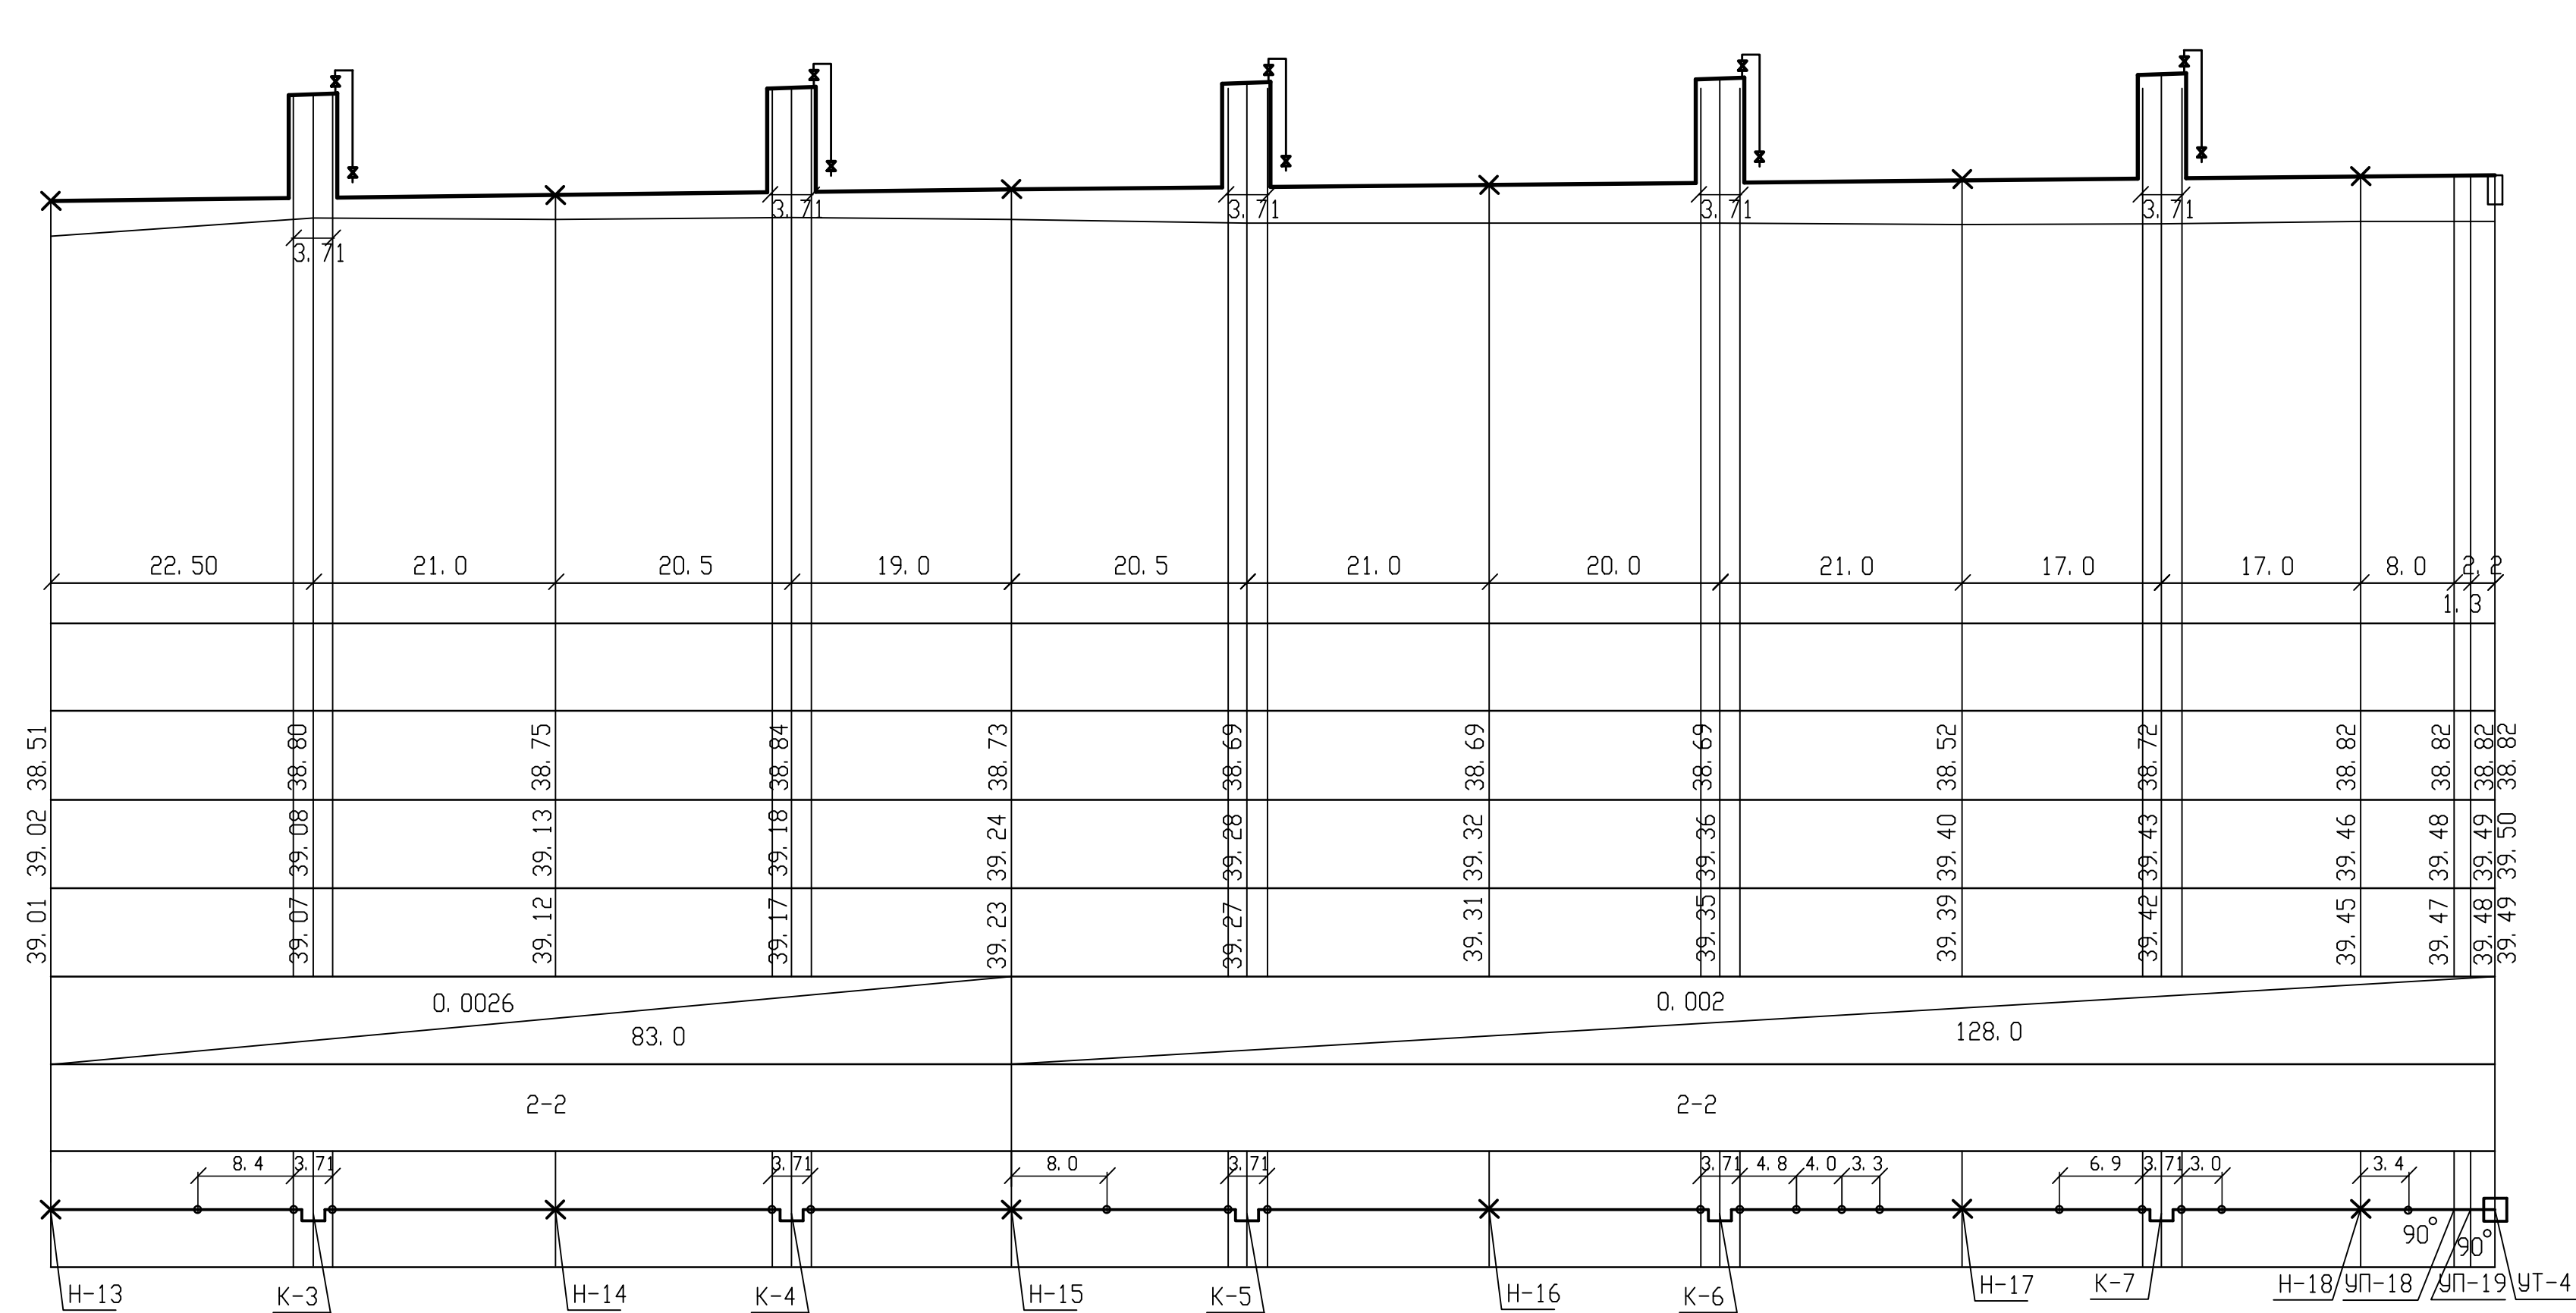 3. 71 3. 71 3. 71 3. 71
3. 71
22. 50 21. 0 20. 5 19. 0 20. 5 21. 0 20. 0 21. 0 17. 0 17. 0 8. 0 2. 2
1. 3
38. 51 38. 80 38. 75 38. 84 38. 73 38. 69 38. 69 38. 69 38. 52 38. 72 38. 82 38. 82 38. 82 38. 82
39. 02 39. 08 39. 13 39. 18 39. 24 39. 28 39. 32 39. 36 39. 40 39. 43 39. 46 39. 48 39. 49 39. 50
39. 01 39. 07 39. 12 39. 17 39. 23 39. 27 39. 31 39. 35 39. 39 39. 42 39. 45 39. 47 39. 48 39. 49
0. 0026 0. 002
83. 0 128. 0
2-2 2-2
8. 4 3. 71 3. 71 8. 0 3. 71 3. 71 4. 8 4. 0 3. 3 6. 9 3. 71 3. 0 3. 4
90°
90°
Н-13 К-3 Н-14 К-4 Н-15 К-5 Н-16 К-6 Н-17 К-7 Н-18 УП-18 УП-19 УТ-4